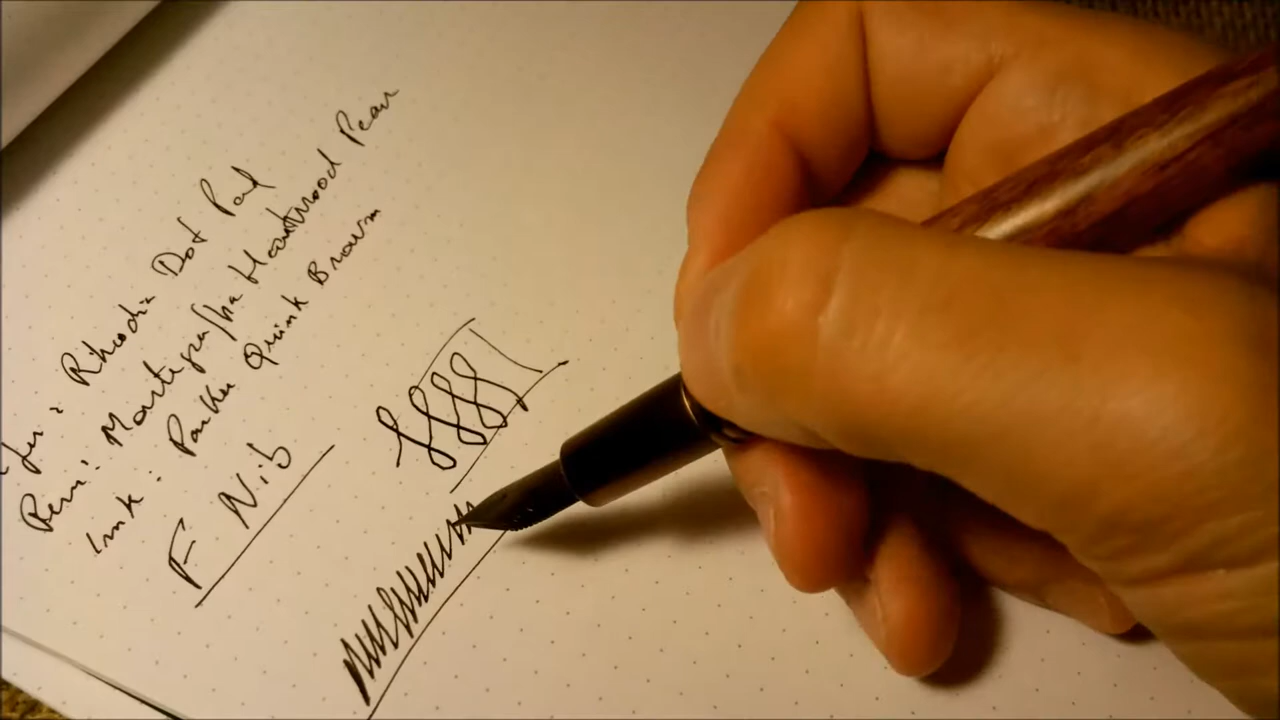 : Rhodia Dot Pad
Pen: Montegrappa Heartwood Pear
Ink: Parker Quink Brown
F Nib